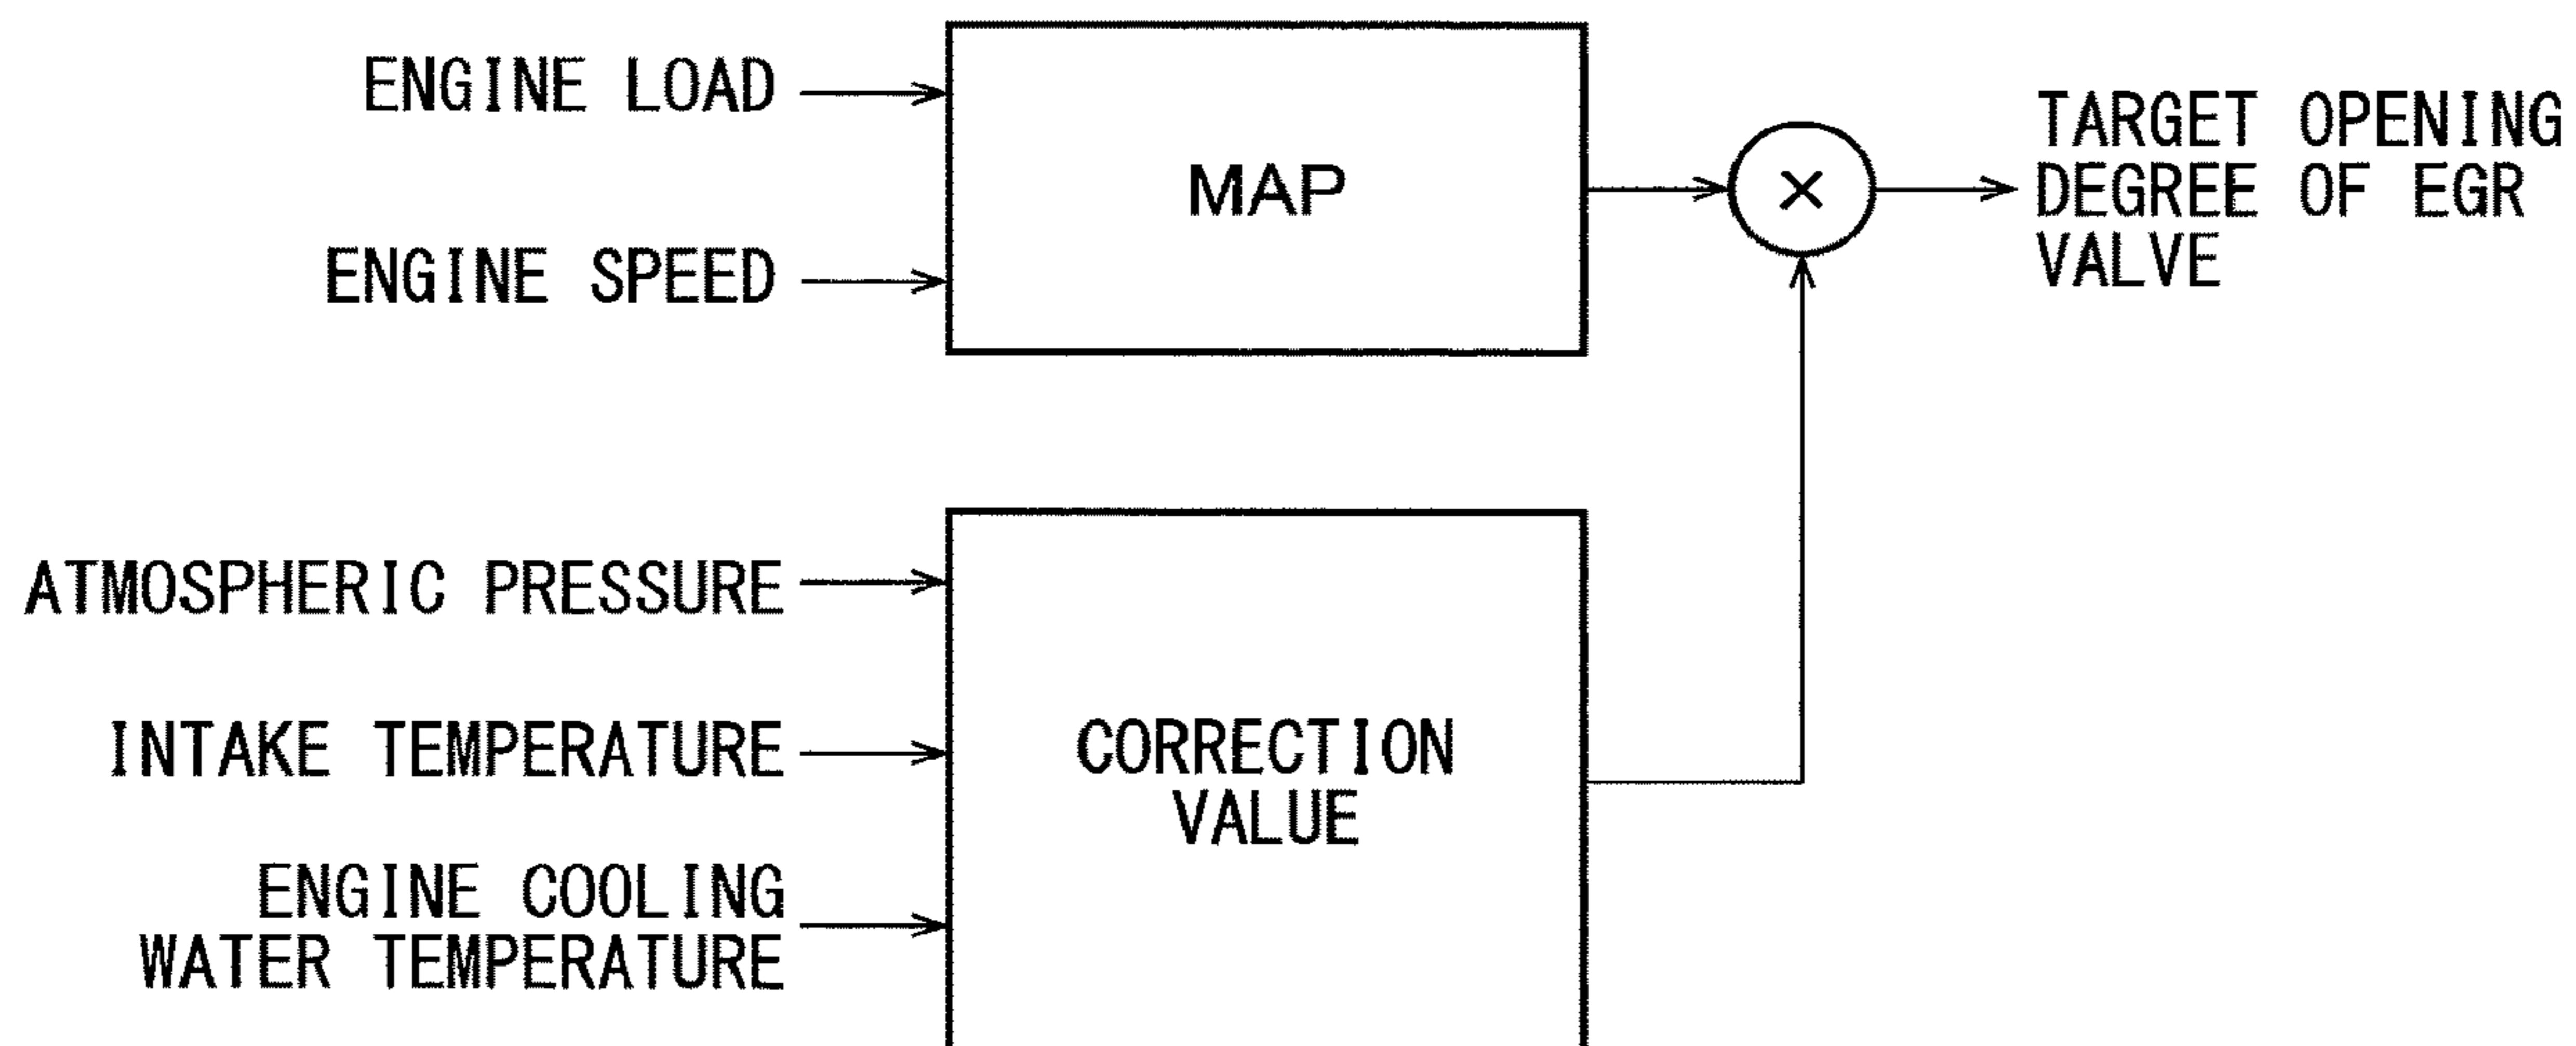 ENGINE LOAD
ENGINE SPEED
MAP
×
TARGET OPENING
DEGREE OF EGR
VALVE
ATMOSPHERIC PRESSURE
INTAKE TEMPERATURE
ENGINE COOLING
WATER TEMPERATURE
CORRECTION
VALUE